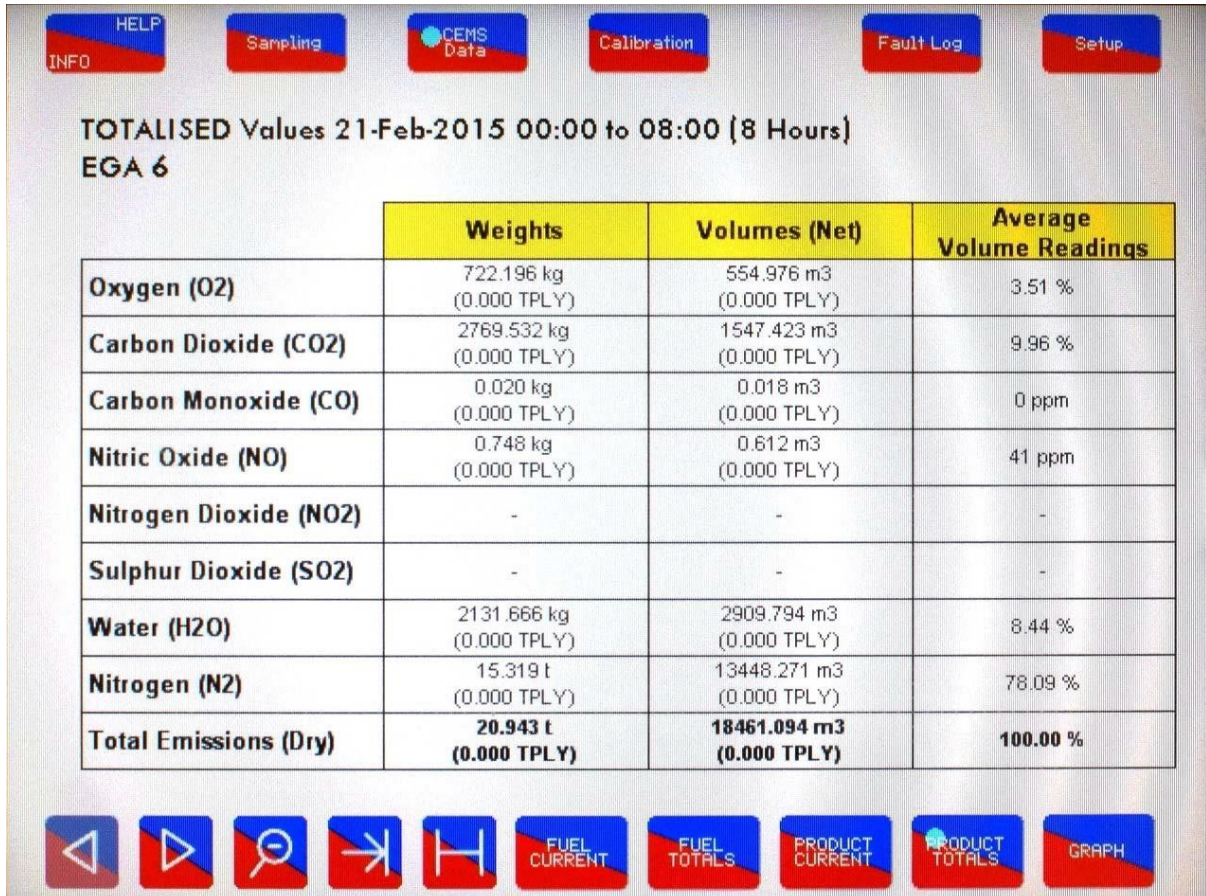 HELP
INFO
Sampling
CEMS
Data
Calibration
Fault Log
Setup
TOTALISED Values 21-Feb-2015 00:00 to 08:00 (8 Hours)
EGA 6
Weights Volumes (Net) Average
Volume Readings
Oxygen (O2) 722.196 kg 554.976 m3 3.51 %
(0.000 TPLY) (0.000 TPLY)
Carbon Dioxide (CO2) 2769.532 kg 1547.423 m3 9.96 %
(0.000 TPLY) (0.000 TPLY)
Carbon Monoxide (CO) 0.020 kg 0.018 m3 0 ppm
(0.000 TPLY) (0.000 TPLY)
Nitric Oxide (NO) 0.748 kg 0.612 m3 41 ppm
(0.000 TPLY) (0.000 TPLY)
Nitrogen Dioxide (NO2) - - -
Sulphur Dioxide (SO2) - - -
Water (H2O) 2131.666 kg 2909.794 m3 8.44 %
(0.000 TPLY) (0.000 TPLY)
Nitrogen (N2) 15.319 t 13448.271 m3 78.09 %
(0.000 TPLY) (0.000 TPLY)
Total Emissions (Dry) 20.943 t 18461.094 m3 100.00 %
(0.000 TPLY) (0.000 TPLY)
FUEL
CURRENT
FUEL
TOTALS
PRODUCT
CURRENT
PRODUCT
TOTALS
GRAPH